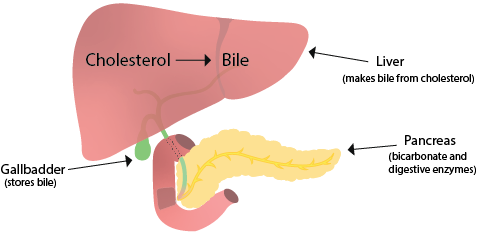 Cholesterol → Bile
Liver
(makes bile from cholesterol)
Pancreas
(bicarbonate and
digestive enzymes)
Gallbadder
(stores bile)